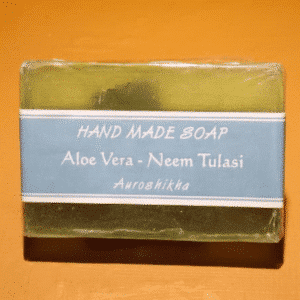 HAND MADE SOAP
Aloe Vera - Neem Tulasi
Auroshikha